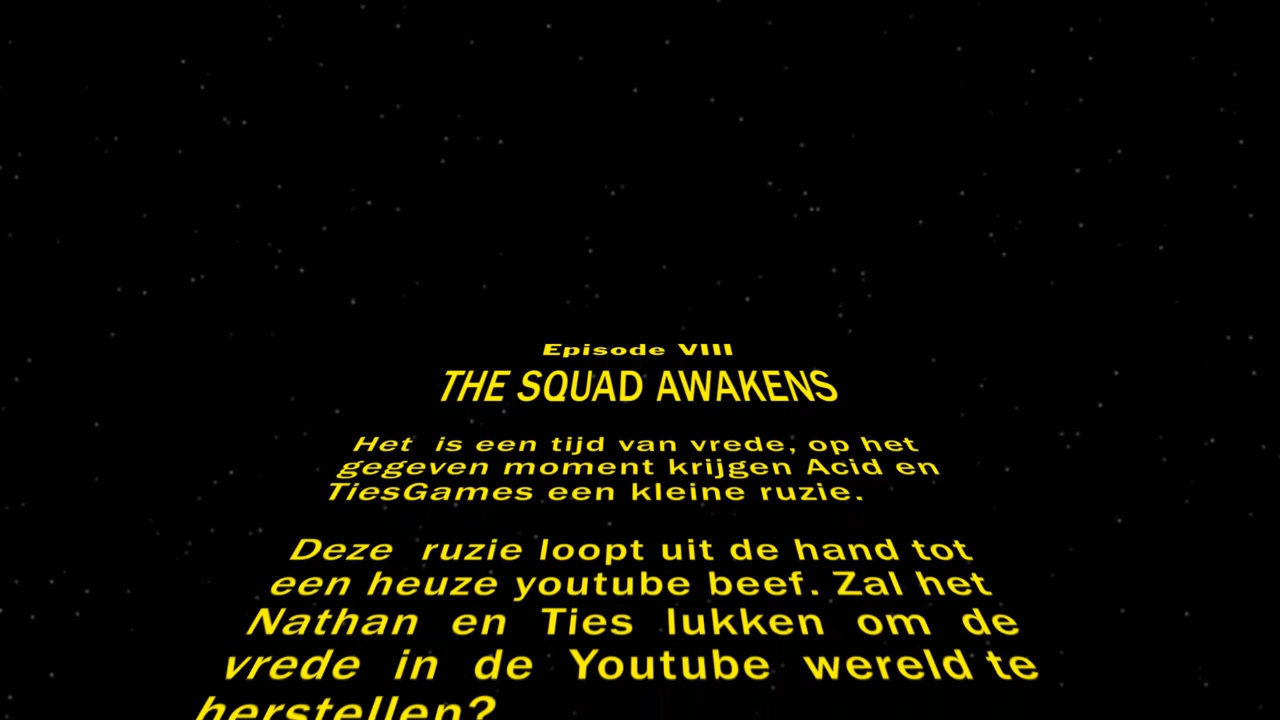 Episode VIII
THE SQUAD AWAKENS
Het is een tijd van vrede, op het
gegeven moment krijgen Acid en
TiesGames een kleine ruzie.
Deze ruzie loopt uit de hand tot
een heuze youtube beef. Zal het
Nathan en Ties lukken om de
vrede in de Youtube wereld te
herstellen?